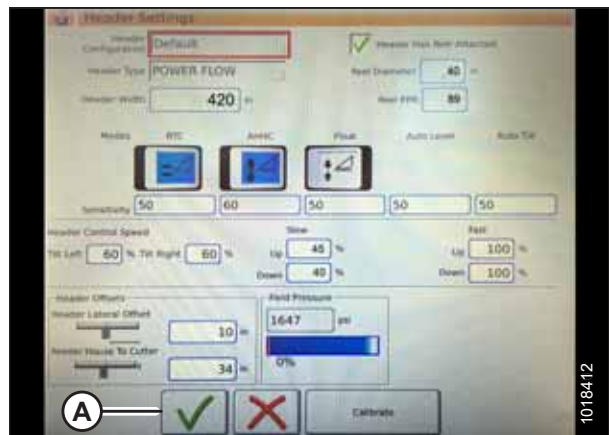 Header Settings
Header Configuration Default Header Has Reel Attached
Header Type POWER FLOW Reel Diameter 40 in
Header Width 420 in Reel PPR 89
Modes RTC AHHC Float Auto Level Auto Tilt
Sensitivity 50 60 50 50 50
Header Control Speed Slow Fast
Tilt Left 60 % Tilt Right 60 % Up 45 % Up 100 %
Down 40 % Down 100 %
Header Offsets Field Pressure
Header Lateral Offset 10 in 1647 psi
Header House To Cutter 34 in 0%
A Calibrate
1018412